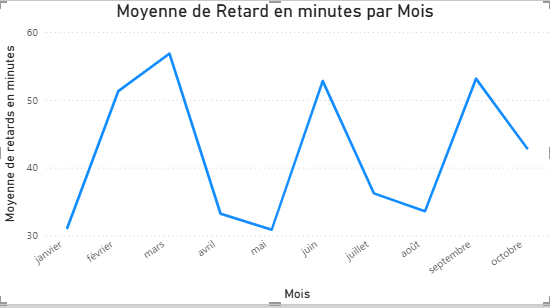 Moyenne de Retard en minutes par Mois
Moyenne de retards en minutes
60
50
40
30
janvier
février
mars
avril
mai
juin
juillet
août
septembre
octobre
Mois